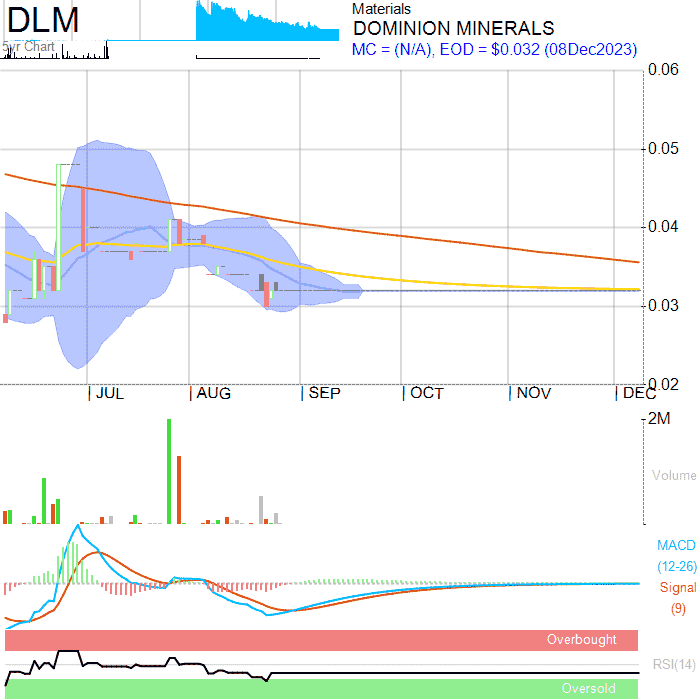 DLM
5yr Chart
Materials
DOMINION MINERALS
MC = (N/A), EOD = $0.032 (08Dec2023)
0.06
0.05
0.04
0.03
0.02
JUL AUG SEP OCT NOV DEC
2M
Volume
MACD
(12-26)
Signal
(9)
Overbought
RSI(14)
Oversold